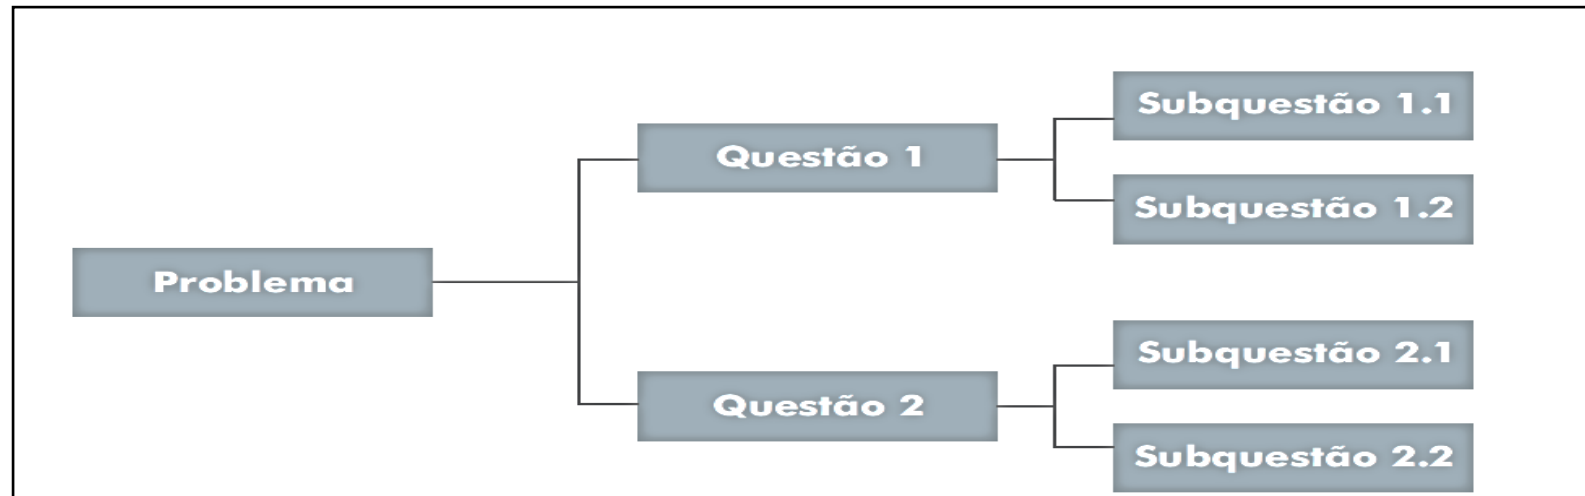 Problema
Questão 1
Subquestão 1.1
Subquestão 1.2
Questão 2
Subquestão 2.1
Subquestão 2.2